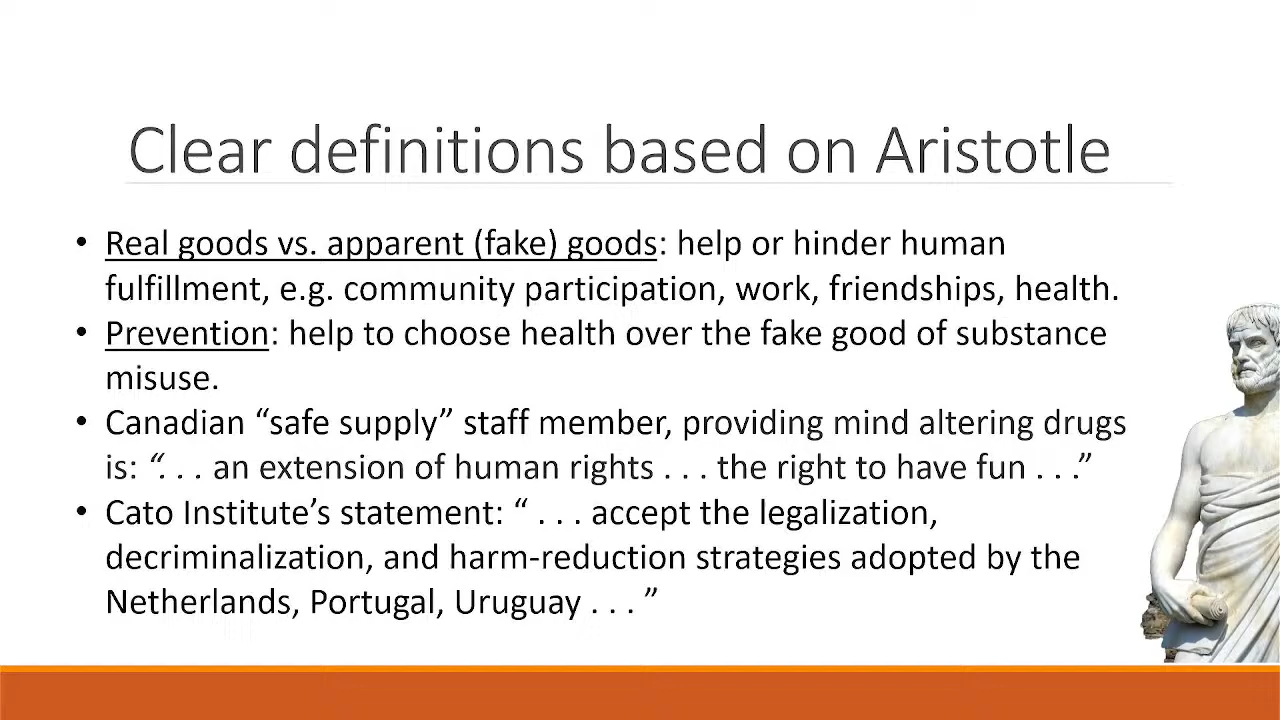 Clear definitions based on Aristotle
• Real goods vs. apparent (fake) goods: help or hinder human
fulfillment, e.g. community participation, work, friendships, health.
• Prevention: help to choose health over the fake good of substance
misuse.
• Canadian “safe supply” staff member, providing mind altering drugs
is: “. . . an extension of human rights . . . the right to have fun . . .”
• Cato Institute’s statement: “ . . . accept the legalization,
decriminalization, and harm-reduction strategies adopted by the
Netherlands, Portugal, Uruguay . . . ”